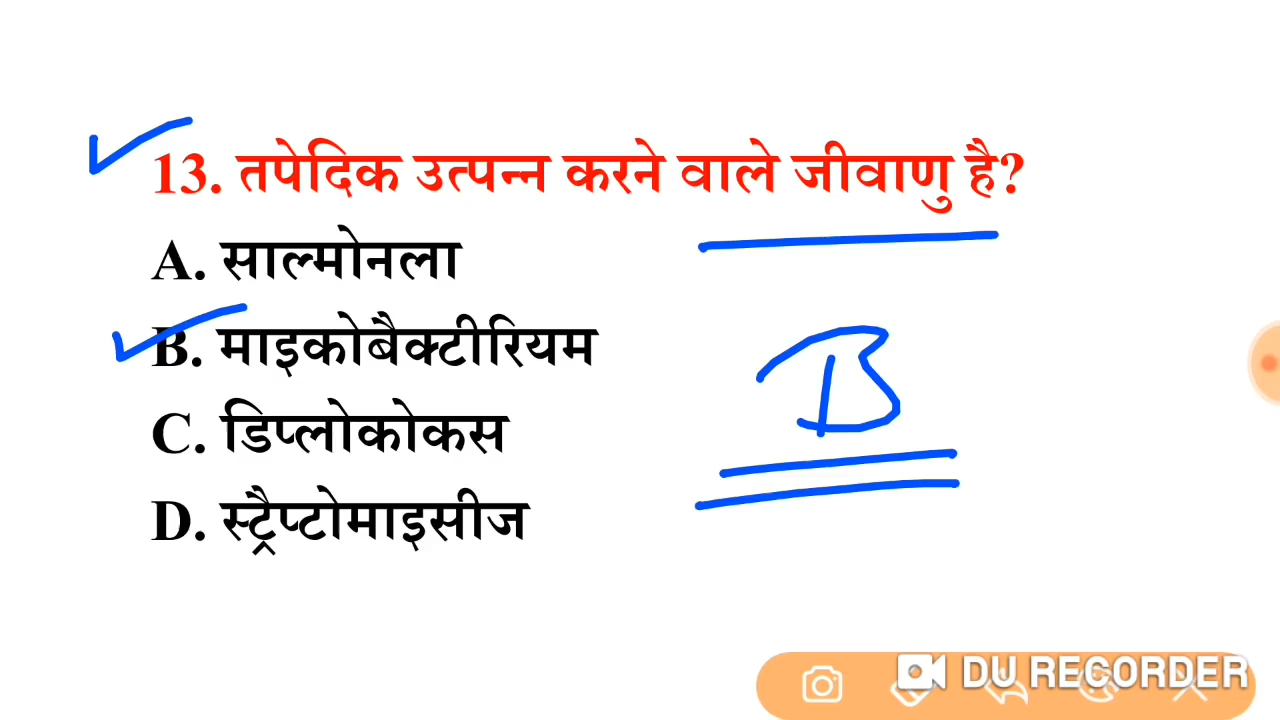 13. तपेदिक उत्पन्न करने वाले जीवाणु है?
A. साल्मोनला
B. माइकोबैक्टीरियम
C. डिप्लोकोकस
D. स्ट्रैप्टोमाइसीज
B
DU RECORDER